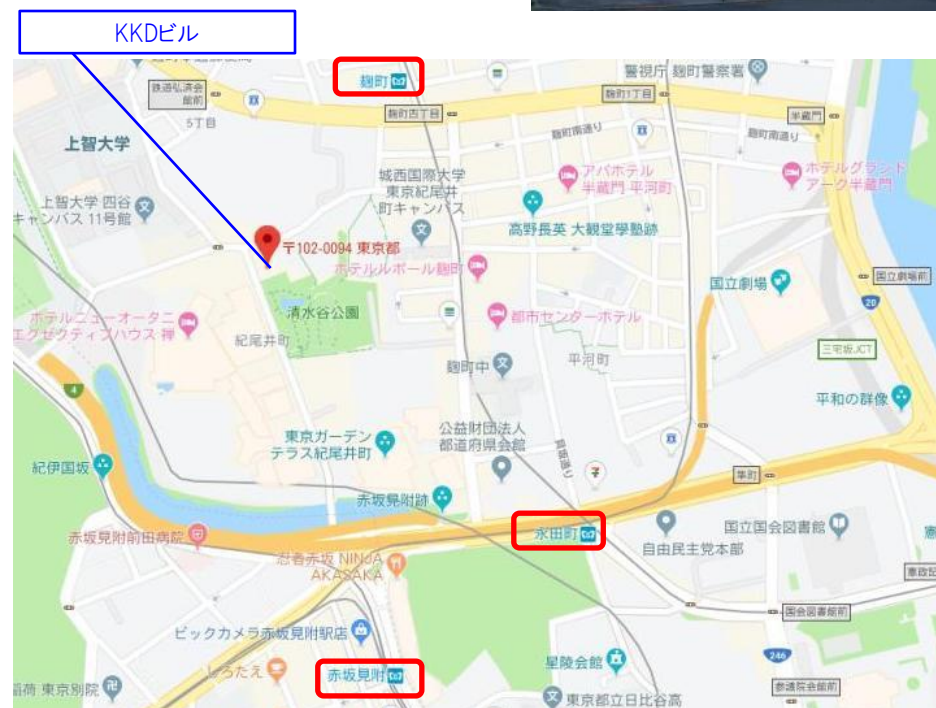 KKDビル
麹町
警視庁 麹町警察署
鉄道弘済会
館前
麹町四丁目
麹町1丁目
半蔵門
5丁目
麹町南通り
麹町南通り
上智大学
城西国際大学
東京紀尾井
町キャンパス
アパホテル
半蔵門 平河町
ホテルグランド
アーク半蔵門
上智大学 四谷
キャンパス 11号館
高野長英 大観堂學塾跡
〒102-0094 東京都
ホテルルポール麹町
国立劇場
国立劇場前
20
清水谷公園
都市センターホテル
ホテルニューオータニ
エグゼクティブハウス 禅
紀尾井町
三宅坂JCT
平河町
麹町中
4
平和の群像
東京ガーデン
テラス紀尾井町
公益財団法人
都道府県会館
貝坂通り
紀伊国坂
隼町
赤坂見附跡
赤坂見附前田病院
永田町
国立国会図書館
自由民主党本部
忍者赤坂 NINJA
AKASAKA
憲政記
国会図書館前
ビックカメラ赤坂見附駅店
星陵会館
246
しろたえ
赤坂見附
参議院会館前
稲荷 東京別院
東京都立日比谷高